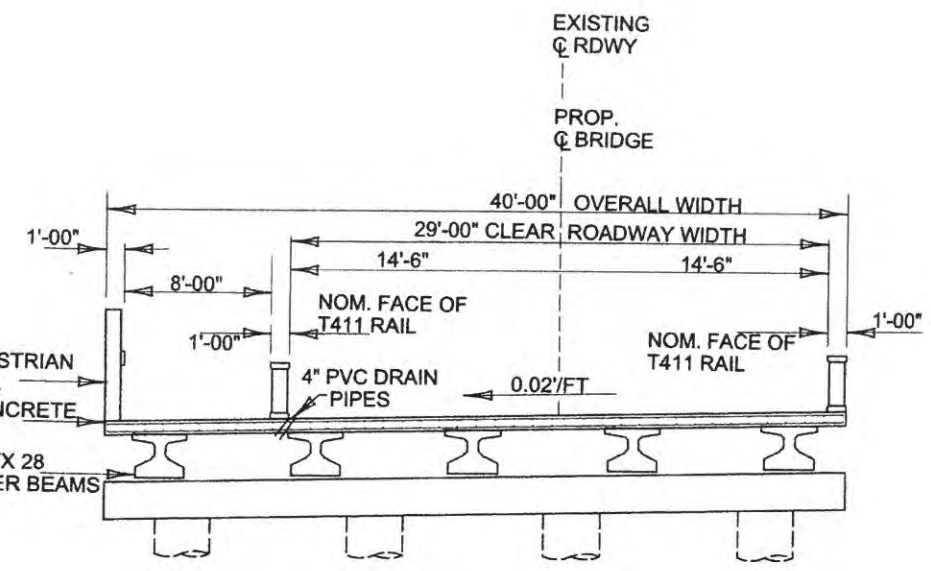 EXISTING
℄ RDWY
PROP.
℄ BRIDGE
40'-00" OVERALL WIDTH
1'-00"
29'-00" CLEAR ROADWAY WIDTH
14'-6"
14'-6"
8'-00"
NOM. FACE OF
T411 RAIL
1'-00"
1'-00"
NOM. FACE OF
T411 RAIL
STRIAN
4" PVC DRAIN
PIPES
0.02'/FT
NCRETE
X 28
ER BEAMS